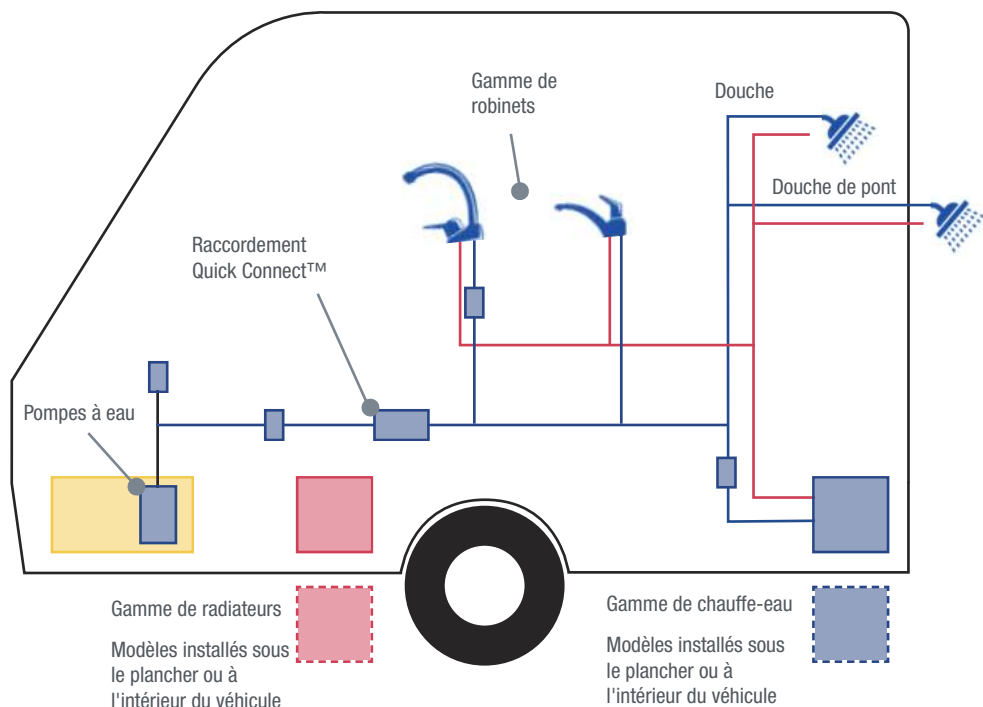 Gamme de
robinets
Douche
Douche de pont
Raccordement
Quick Connect™
Pompes à eau
Gamme de radiateurs
Modèles installés sous
le plancher ou à
l'intérieur du véhicule
Gamme de chauffe-eau
Modèles installés sous
le plancher ou à
l'intérieur du véhicule